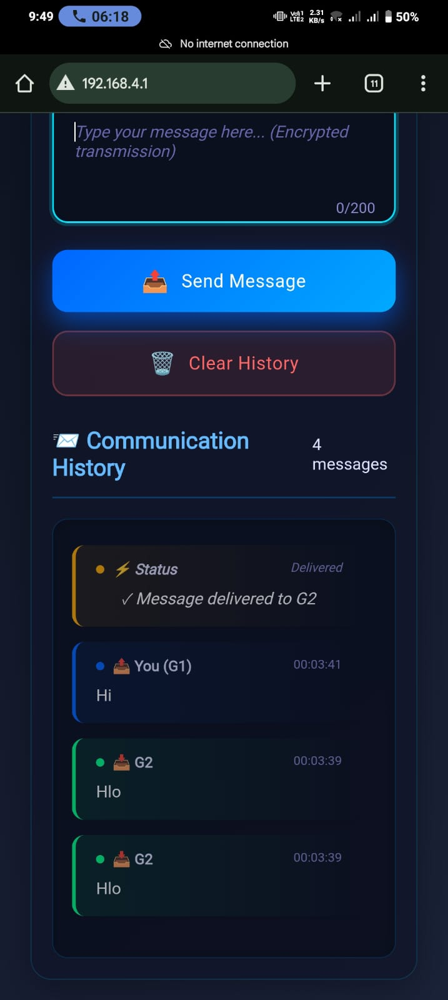 9:49 06:18 Vo)) 1 LTE2 2.31 KB/s 50%
No internet connection
192.168.4.1 11
Type your message here... (Encrypted
transmission)
0/200
Send Message
Clear History
Communication
History
4
messages
Status Delivered
✓ Message delivered to G2
You (G1) 00:03:41
Hi
G2 00:03:39
Hlo
G2 00:03:39
Hlo